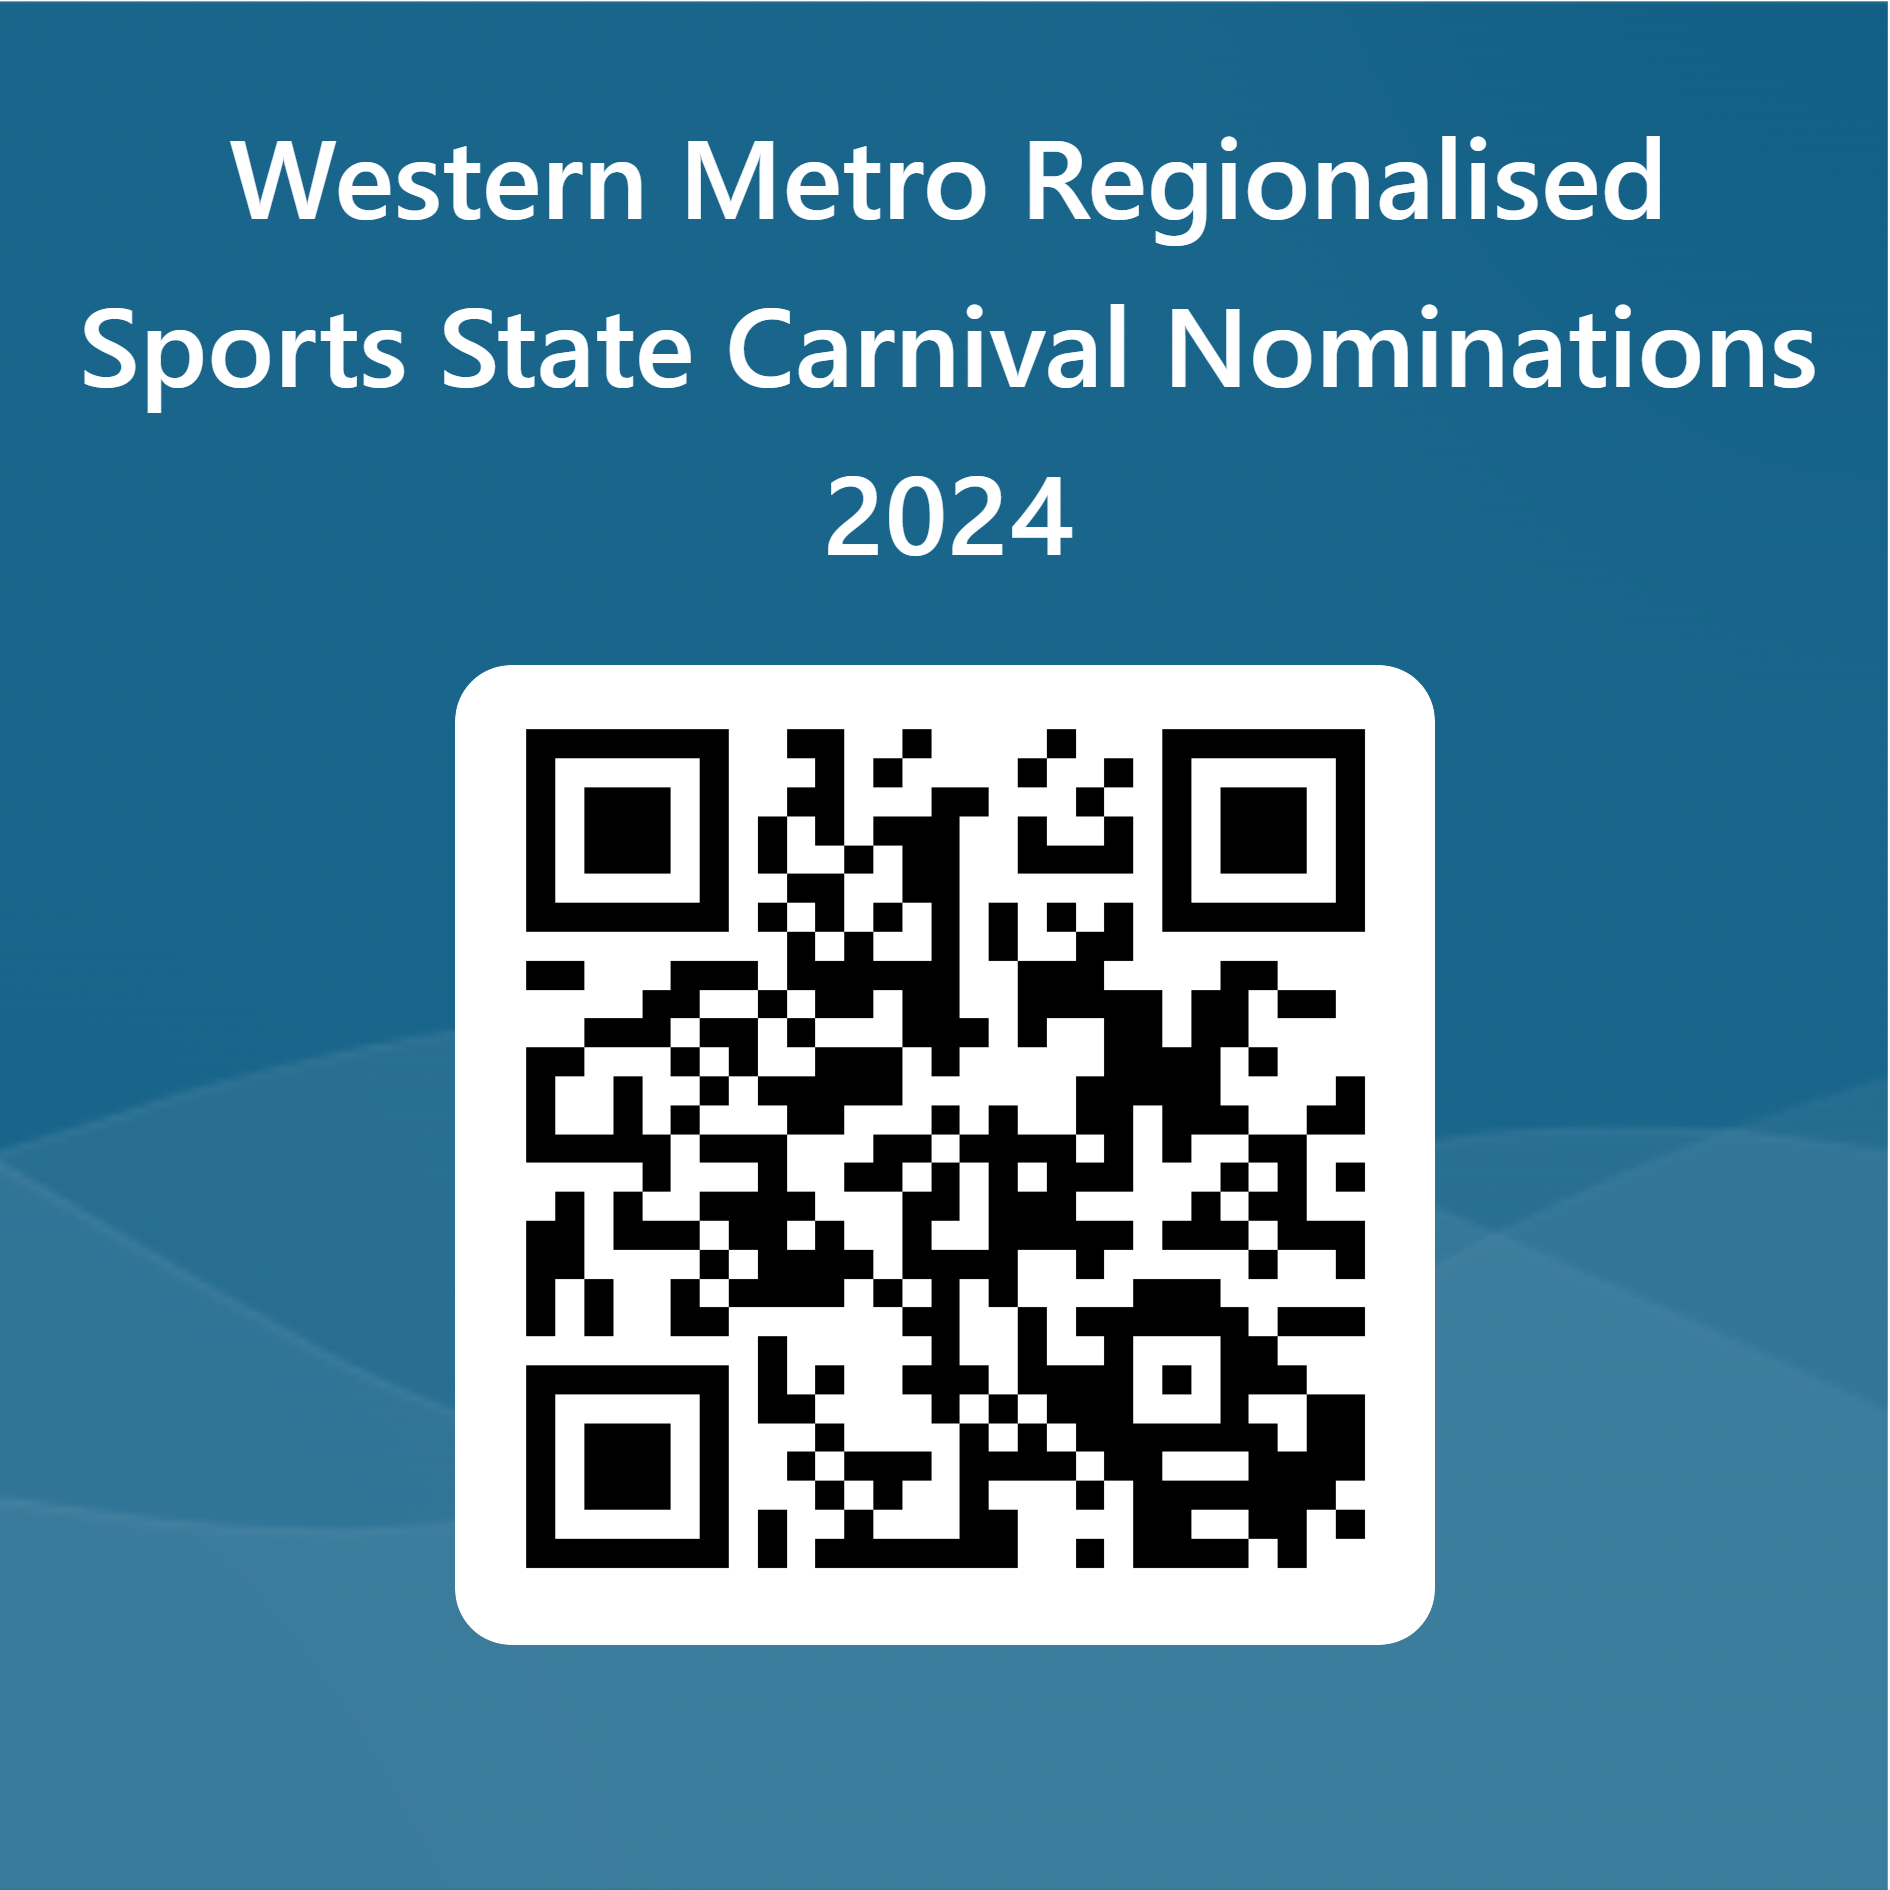 Western Metro Regionalised
Sports State Carnival Nominations
2024